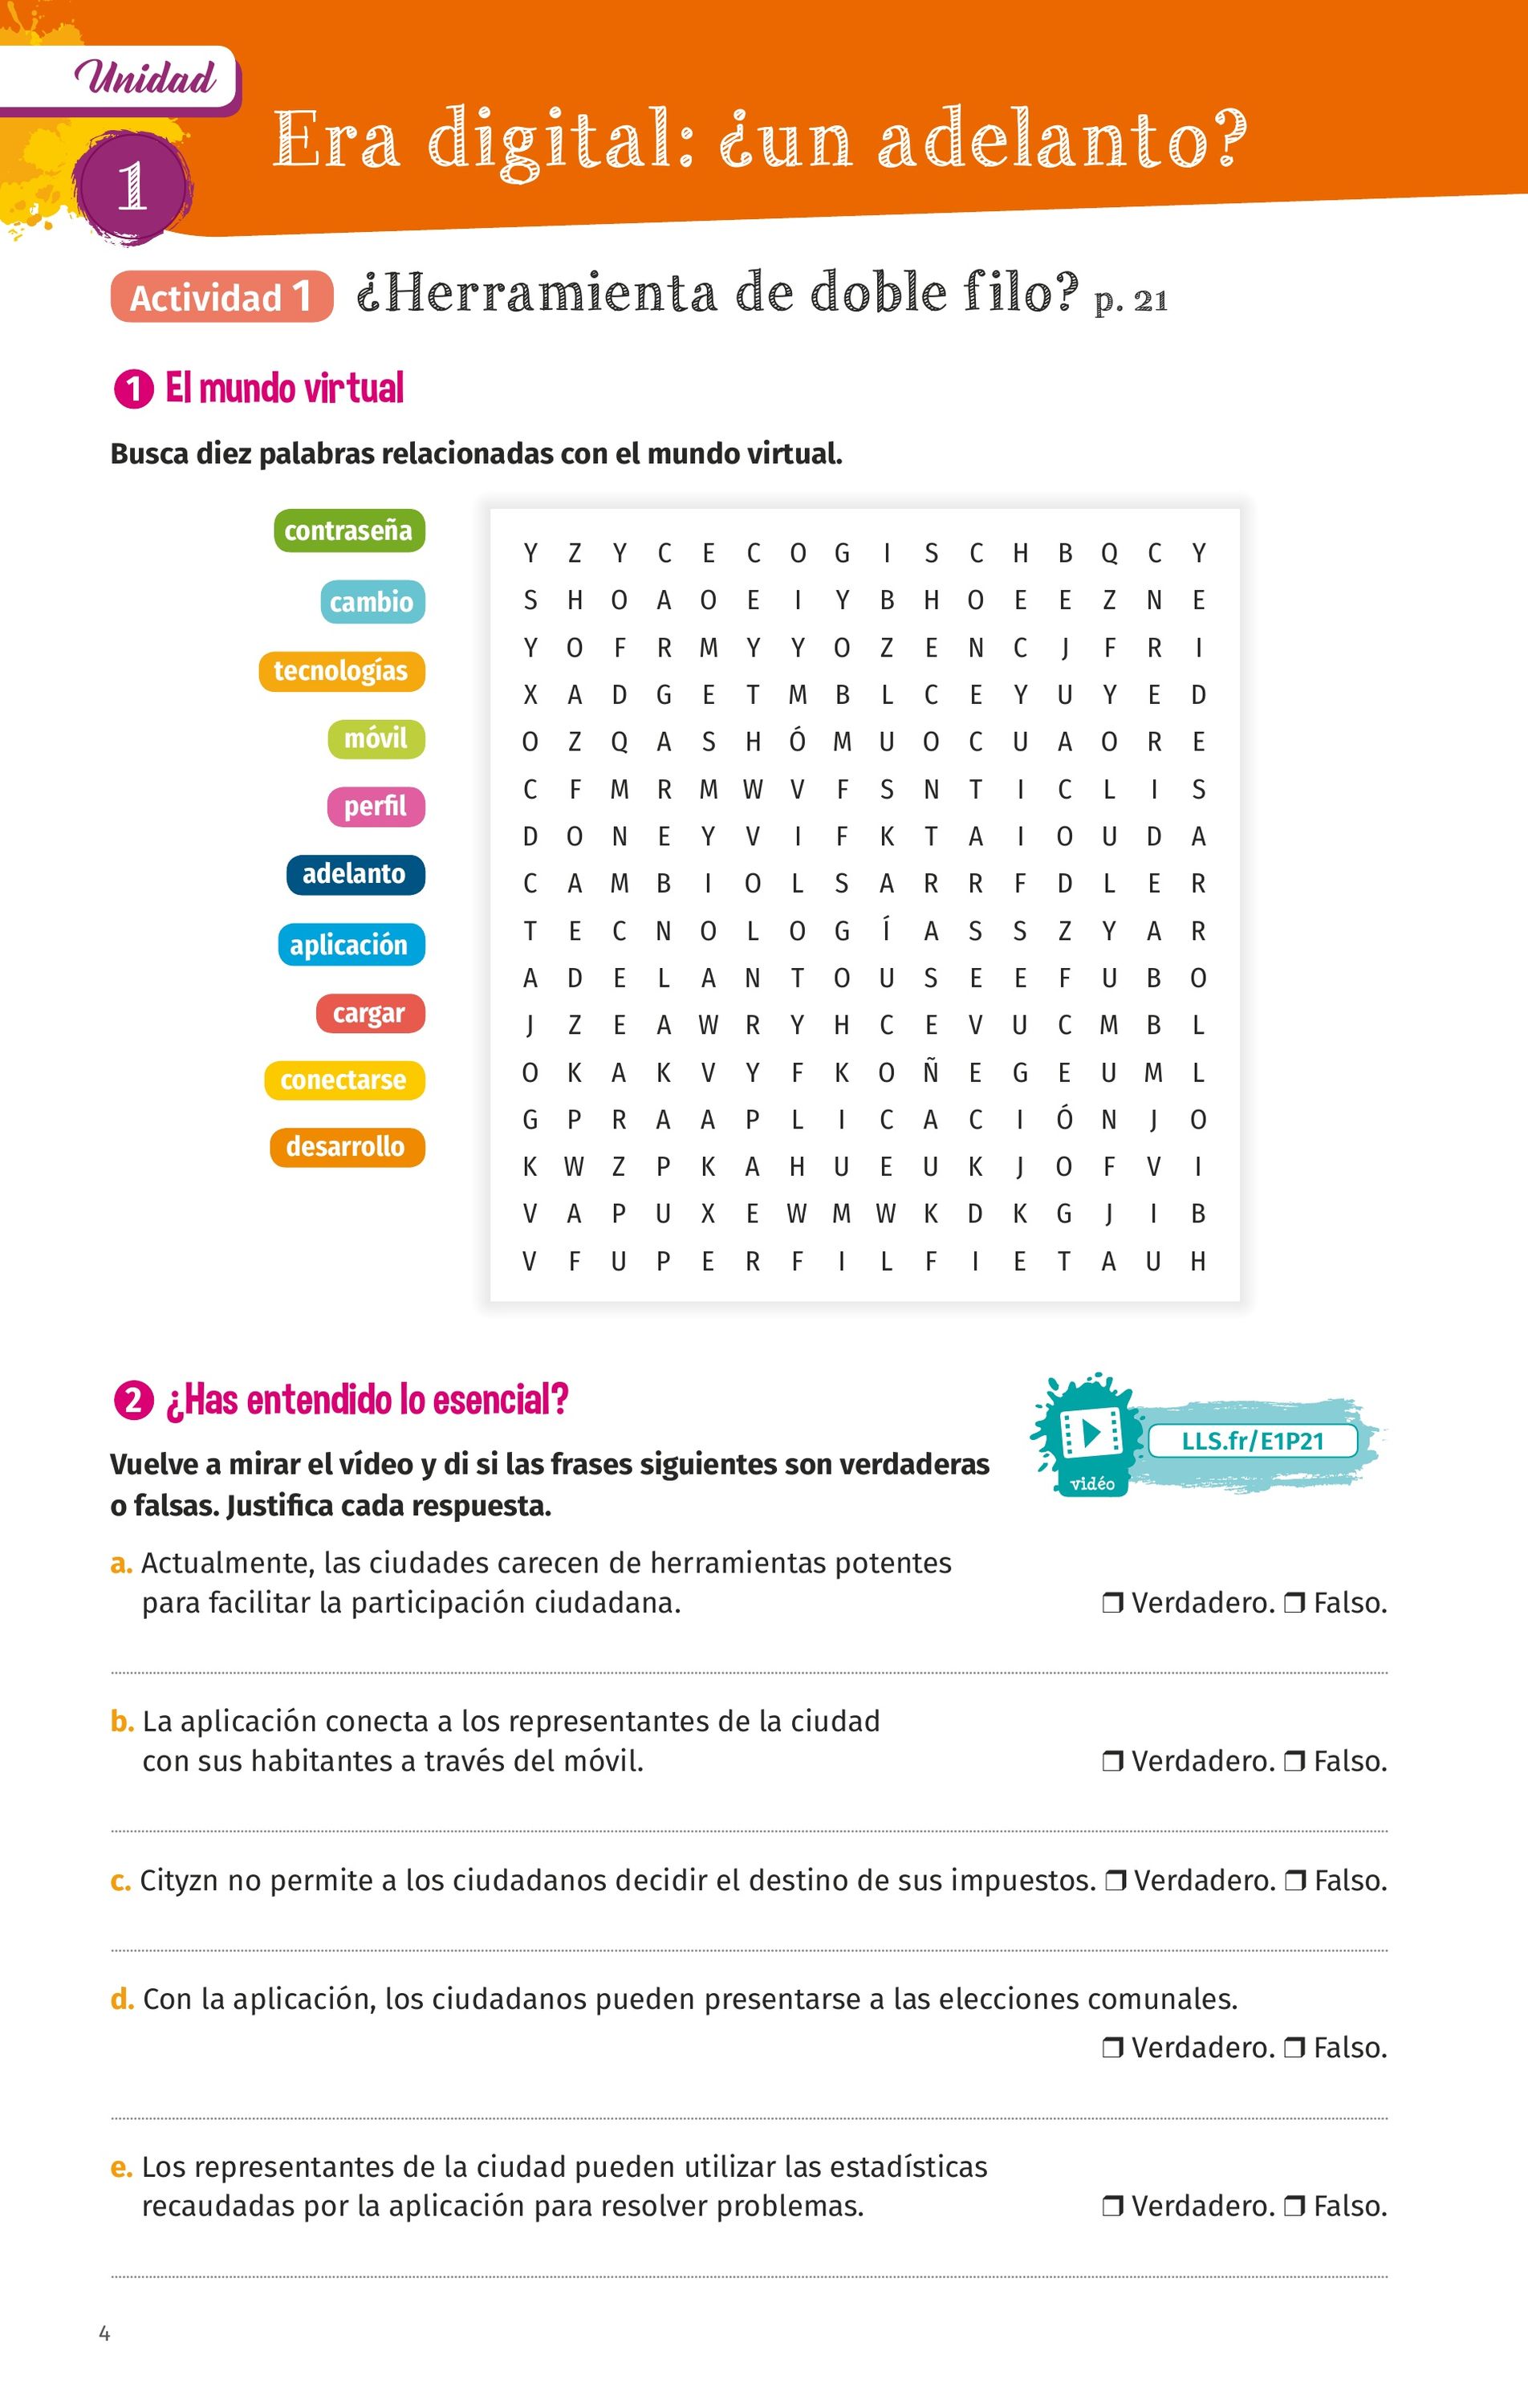 Unidad
1
Era digital: ¿un adelanto?
Actividad 1 ¿Herramienta de doble filo? p. 21
1 El mundo virtual
Busca diez palabras relacionadas con el mundo virtual.
contraseña
cambio
tecnologías
móvil
perfil
adelanto
aplicación
cargar
conectarse
desarrollo
Y Z Y C E C O G I S C H B Q C Y
S H O A O E I Y B H O E E Z N E
Y O F R M Y Y O Z E N C J F R I
X A D G E T M B L C E Y U Y E D
O Z Q A S H Ó M U O C U A O R E
C F M R M W V F S N T I C L I S
D O N E Y V I F K T A I O U D A
C A M B I O L S A R R F D L E R
T E C N O L O G Í A S S Z Y A R
A D E L A N T O U S E E F U B O
J Z E A W R Y H C E V U C M B L
O K A K V Y F K O Ñ E G E U M L
G P R A A P L I C A C I Ó N J O
K W Z P K A H U E U K J O F V I
V A P U X E W M W K D K G J I B
V F U P E R F I L F I E T A U H
2 ¿Has entendido lo esencial?
vidéo
LLS.fr/E1P21
Vuelve a mirar el vídeo y di si las frases siguientes son verdaderas
o falsas. Justifica cada respuesta.
a. Actualmente, las ciudades carecen de herramientas potentes
para facilitar la participación ciudadana. ❒ Verdadero. ❒ Falso.
b. La aplicación conecta a los representantes de la ciudad
con sus habitantes a través del móvil. ❒ Verdadero. ❒ Falso.
c. Cityzn no permite a los ciudadanos decidir el destino de sus impuestos. ❒ Verdadero. ❒ Falso.
d. Con la aplicación, los ciudadanos pueden presentarse a las elecciones comunales.
❒ Verdadero. ❒ Falso.
e. Los representantes de la ciudad pueden utilizar las estadísticas
recaudadas por la aplicación para resolver problemas. ❒ Verdadero. ❒ Falso.
4